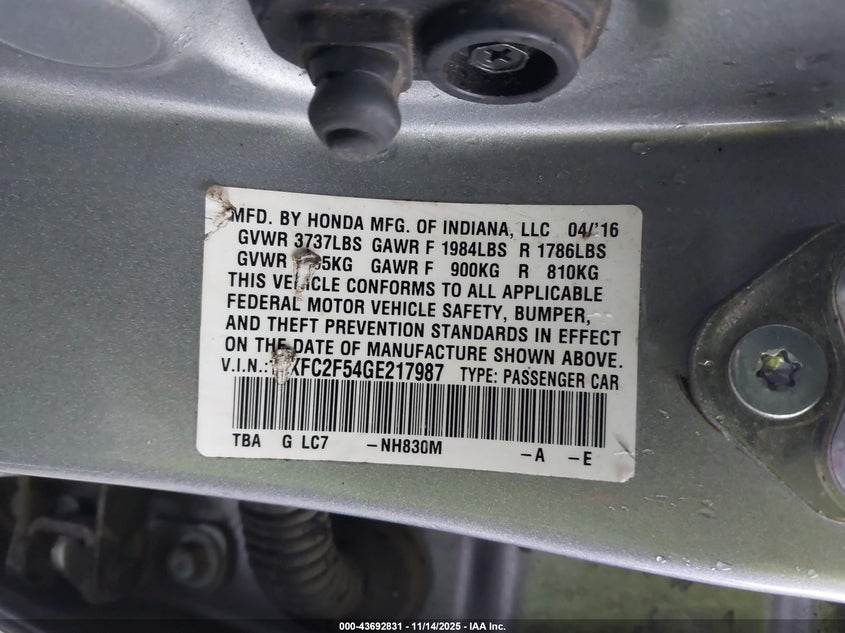 MFD. BY HONDA MFG. OF INDIANA, LLC
GVWR 3737LBS GAWR F 1984LBS R 1786LBS
GVWR GAWR F 900KG R 810KG
THIS VEHICLE CONFORMS TO ALL APPLICABLE
FEDERAL MOTOR VEHICLE SAFETY, BUMPER,
AND THEFT PREVENTION STANDARDS IN EFFECT
ON THE DATE OF MANUFACTURE SHOWN ABOVE.
V.I.N.: TYPE: PASSENGER CAR
TBA G LC7 -NH830M -A -E
000-43692831 - 11/14/2025 - IAA Inc.